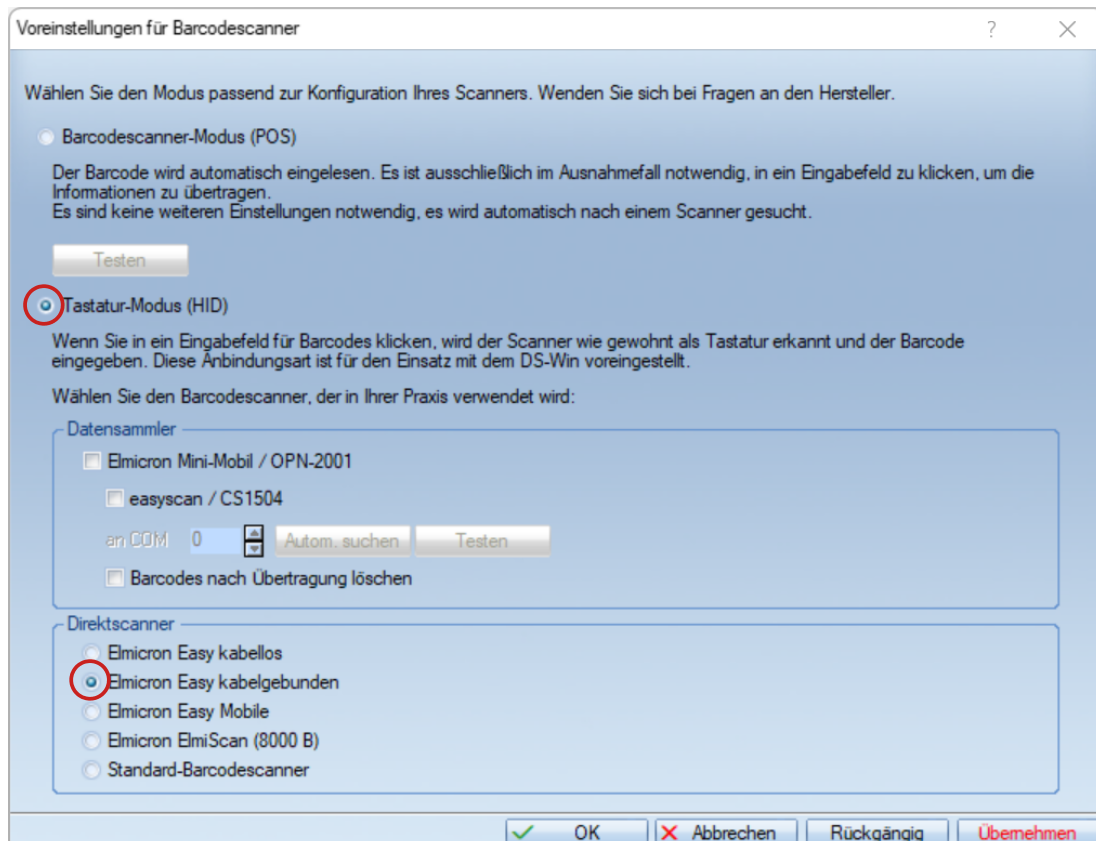 Voreinstellungen für Barcodescanner
?
Wählen Sie den Modus passend zur Konfiguration Ihres Scanners. Wenden Sie sich bei Fragen an den Hersteller.
Barcodescanner-Modus (POS)
Der Barcode wird automatisch eingelesen. Es ist ausschließlich im Ausnahmefall notwendig, in ein Eingabefeld zu klicken, um die
Informationen zu übertragen.
Es sind keine weiteren Einstellungen notwendig, es wird automatisch nach einem Scanner gesucht.
Testen
Tastatur-Modus (HID)
Wenn Sie in ein Eingabefeld für Barcodes klicken, wird der Scanner wie gewohnt als Tastatur erkannt und der Barcode
eingegeben. Diese Anbindungsart ist für den Einsatz mit dem DS-Win voreingestellt.
Wählen Sie den Barcodescanner, der in Ihrer Praxis verwendet wird:
Datensammler
Elmicron Mini-Mobil / OPN-2001
easyscan / CS1504
an COM 0 Autom. suchen Testen
Barcodes nach Übertragung löschen
Direktscanner
Elmicron Easy kabellos
Elmicron Easy kabelgebunden
Elmicron Easy Mobile
Elmicron ElmiScan (8000 B)
Standard-Barcodescanner
OK Abbrechen Rückgängig Übernehmen